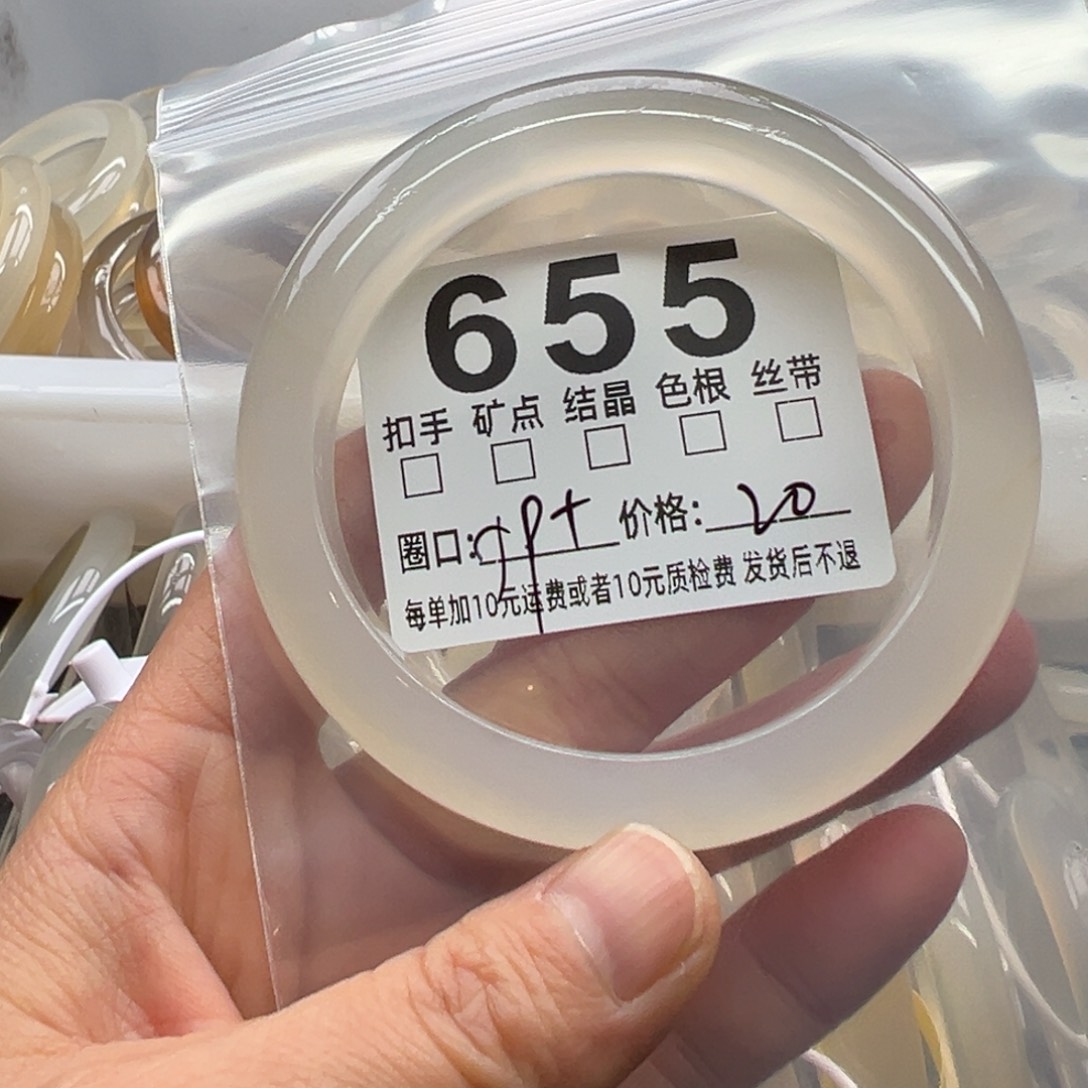 655
扣手 矿点 结晶 色根 丝带
圈口: 价格: 20
每单加10元运费或者10元质检费 发货后不退